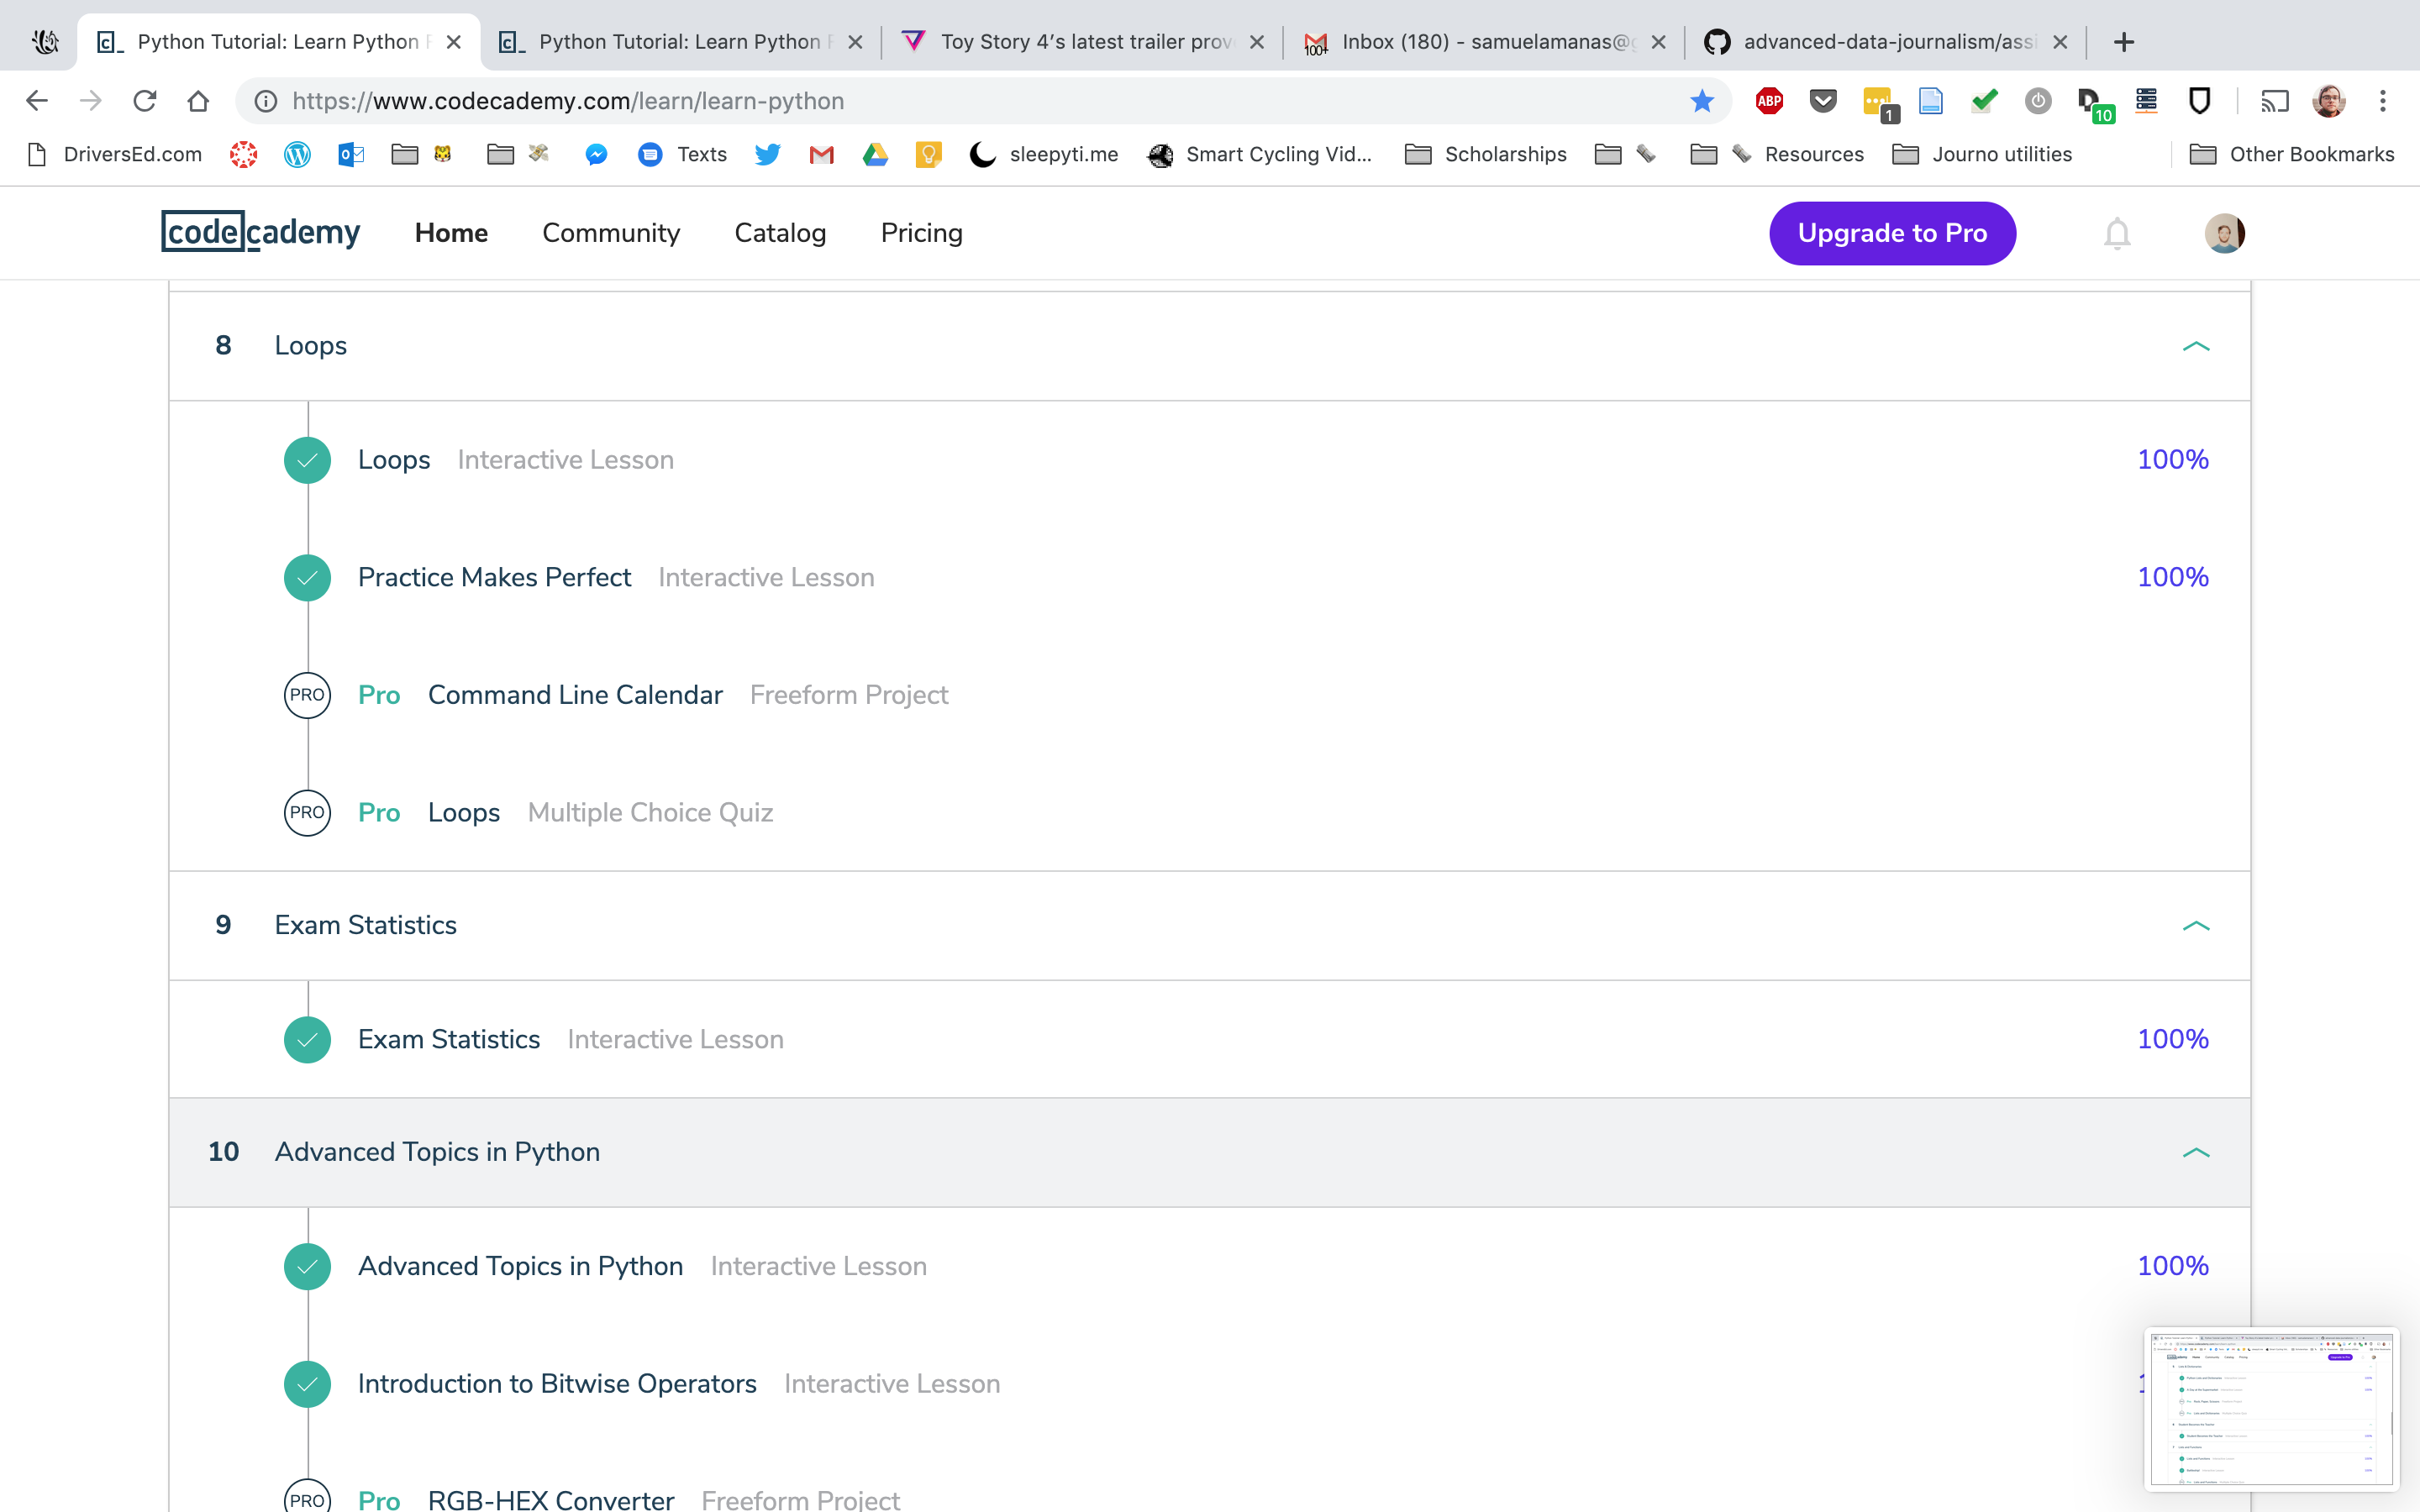 Python Tutorial: Learn Python
Python Tutorial: Learn Python
Toy Story 4’s latest trailer prov
Inbox (180) - samuelamanas@g
advanced-data-journalism/assi
https://www.codecademy.com/learn/learn-python
ABP
1
10
DriversEd.com
Texts
sleepyti.me
Smart Cycling Vid...
Scholarships
Resources
Journo utilities
Other Bookmarks
codecademy
Home
Community
Catalog
Pricing
Upgrade to Pro
8 Loops
Loops Interactive Lesson 100%
Practice Makes Perfect Interactive Lesson 100%
PRO Pro Command Line Calendar Freeform Project
PRO Pro Loops Multiple Choice Quiz
9 Exam Statistics
Exam Statistics Interactive Lesson 100%
10 Advanced Topics in Python
Advanced Topics in Python Interactive Lesson 100%
Introduction to Bitwise Operators Interactive Lesson
PRO Pro RGB-HEX Converter Freeform Project